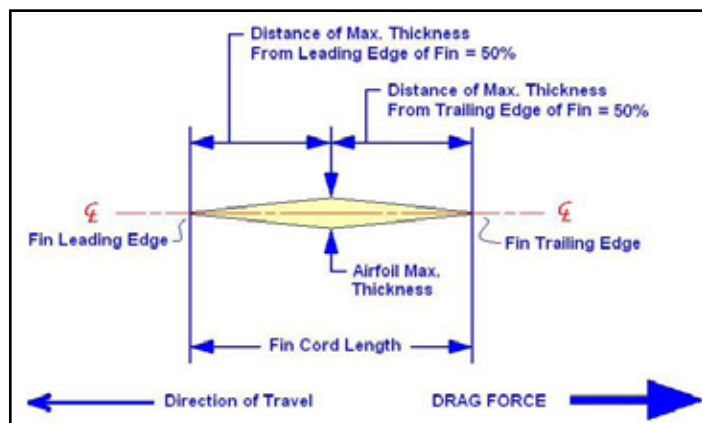 Distance of Max. Thickness
From Leading Edge of Fin = 50%
Distance of Max. Thickness
From Trailing Edge of Fin = 50%
℄
℄
Fin Leading Edge
Fin Trailing Edge
Airfoil Max.
Thickness
Fin Cord Length
Direction of Travel
DRAG FORCE